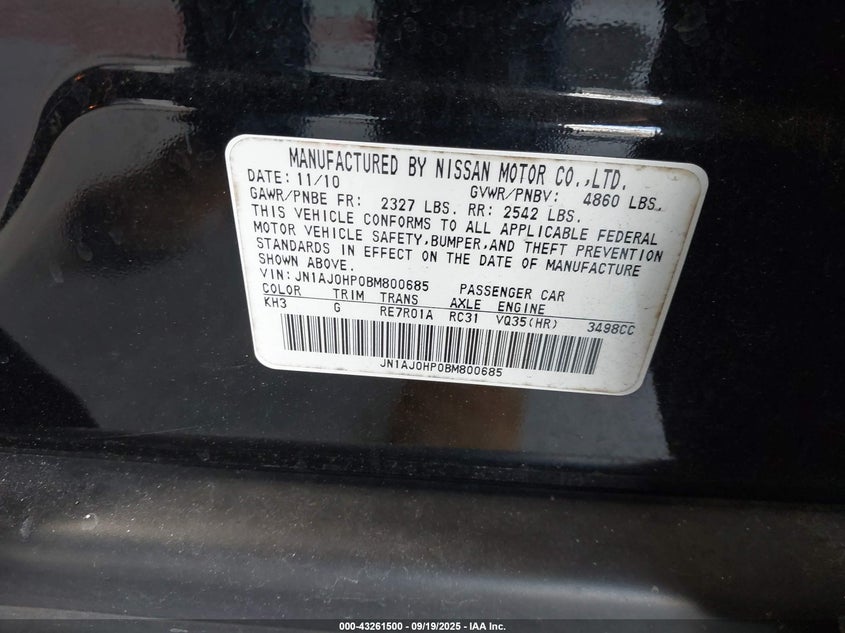 MANUFACTURED BY NISSAN MOTOR CO.,LTD.
DATE: 11/10 GVWR/PNBV: 4860 LBS.
GAWR/PNBE FR: 2327 LBS. RR: 2542 LBS.
THIS VEHICLE CONFORMS TO ALL APPLICABLE FEDERAL
MOTOR VEHICLE SAFETY,BUMPER,AND THEFT PREVENTION
STANDARDS IN EFFECT ON THE DATE OF MANUFACTURE
SHOWN ABOVE.
VIN:JN1AJ0HP0BM800685 PASSENGER CAR
COLOR TRIM TRANS AXLE ENGINE
KH3 G RE7R01A RC31 VQ35(HR) 3498CC
JN1AJ0HP0BM800685
000-43261500 - 09/19/2025 - IAA Inc.